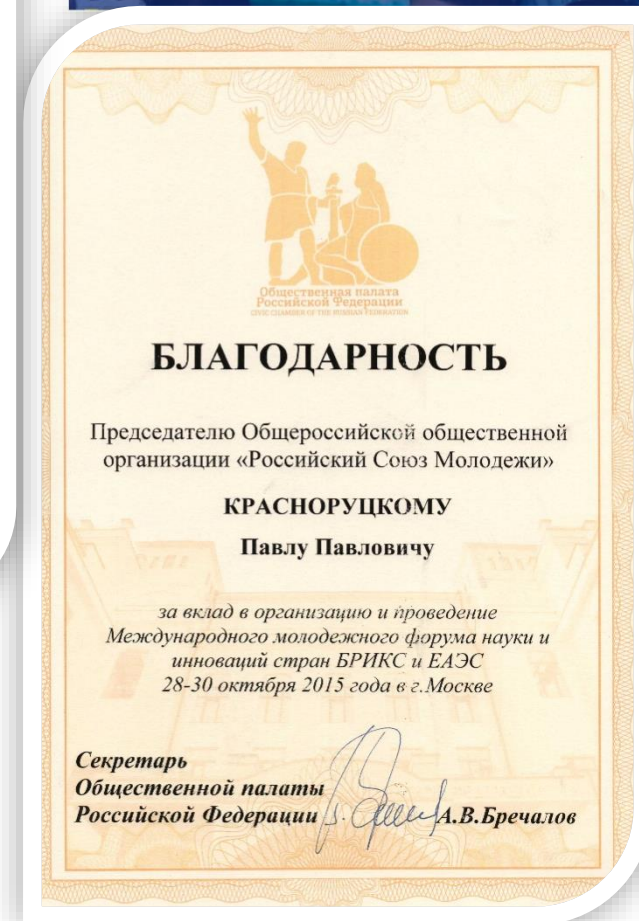 Общественная палата
Российской Федерации
CIVIC CHAMBER OF THE RUSSIAN FEDERATION
БЛАГОДАРНОСТЬ
Председателю Общероссийской общественной
организации «Российский Союз Молодежи»
КРАСНОРУЦКОМУ
Павлу Павловичу
за вклад в организацию и проведение
Международного молодежного форума науки и
инноваций стран БРИКС и ЕАЭС
28-30 октября 2015 года в г.Москве
Секретарь
Общественной палаты
Российской Федерации
А.В.Бречалов